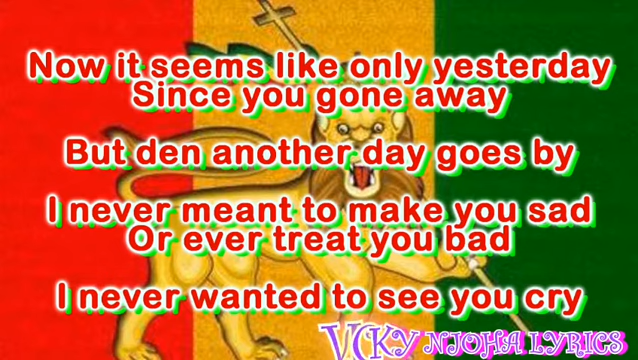 Now it seems like only yesterday
Since you gone away
But den another day goes by
I never meant to make you sad
Or ever treat you bad
I never wanted to see you cry
VICKY NJOHA LYRICS